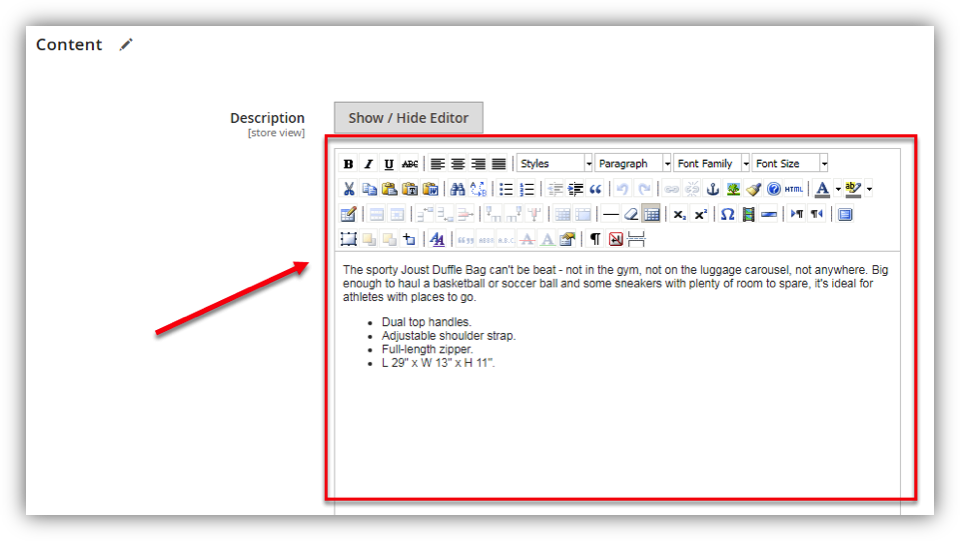 Content
Description
Show / Hide Editor
[store view]
B I U ABC Styles Paragraph Font Family Font Size
HTML A ab
x₂ x² Ω ¶ ¶
A A ¶
The sporty Joust Duffle Bag can't be beat - not in the gym, not on the luggage carousel, not anywhere. Big
enough to haul a basketball or soccer ball and some sneakers with plenty of room to spare, it's ideal for
athletes with places to go.
Dual top handles.
Adjustable shoulder strap.
Full-length zipper.
L 29" x W 13" x H 11".